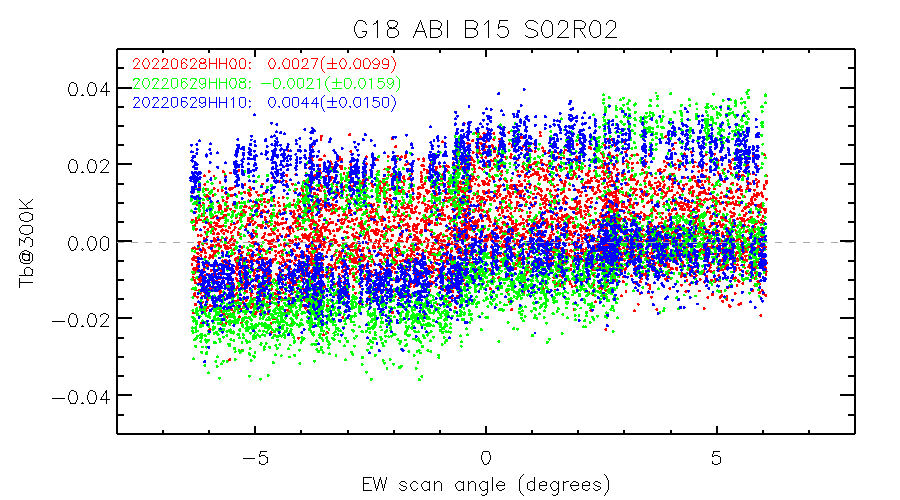 G18 ABI B15 S02R02
20220628HH00: 0.0027(±0.0099)
20220629HH08: −0.0021(±0.0159)
20220629HH10: 0.0044(±0.0150)
0.04
0.02
0.00
−0.02
−0.04
Tb@300K
−5 0 5
EW scan angle (degrees)